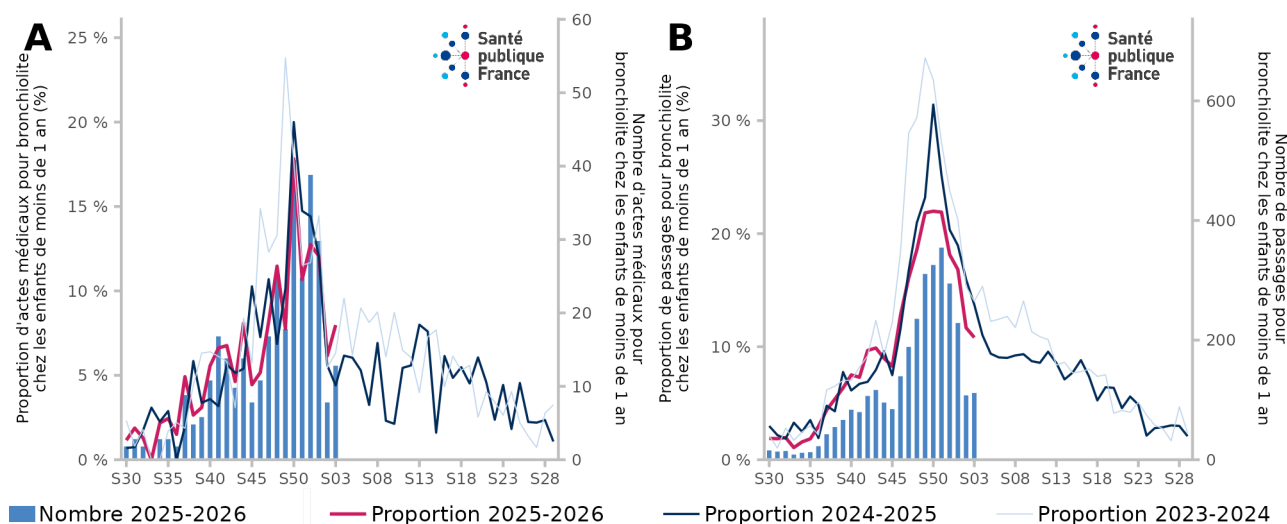 A
Proportion d'actes médicaux pour bronchiolite
chez les enfants de moins de 1 an (%)
25 %
20 %
15 %
10 %
5 %
0 %
60
50
40
30
20
10
0
Nombre d'actes médicaux pour
bronchiolite chez les enfants de moins de 1 an
Santé
publique
France
S30 S35 S40 S45 S50 S03 S08 S13 S18 S23 S28
B
Proportion de passages pour bronchiolite
chez les enfants de moins de 1 an (%)
30 %
20 %
10 %
0 %
600
400
200
0
Nombre de passages pour
bronchiolite chez les enfants de moins de 1 an
Santé
publique
France
S30 S35 S40 S45 S50 S03 S08 S13 S18 S23 S28
Nombre 2025-2026 Proportion 2025-2026 Proportion 2024-2025 Proportion 2023-2024